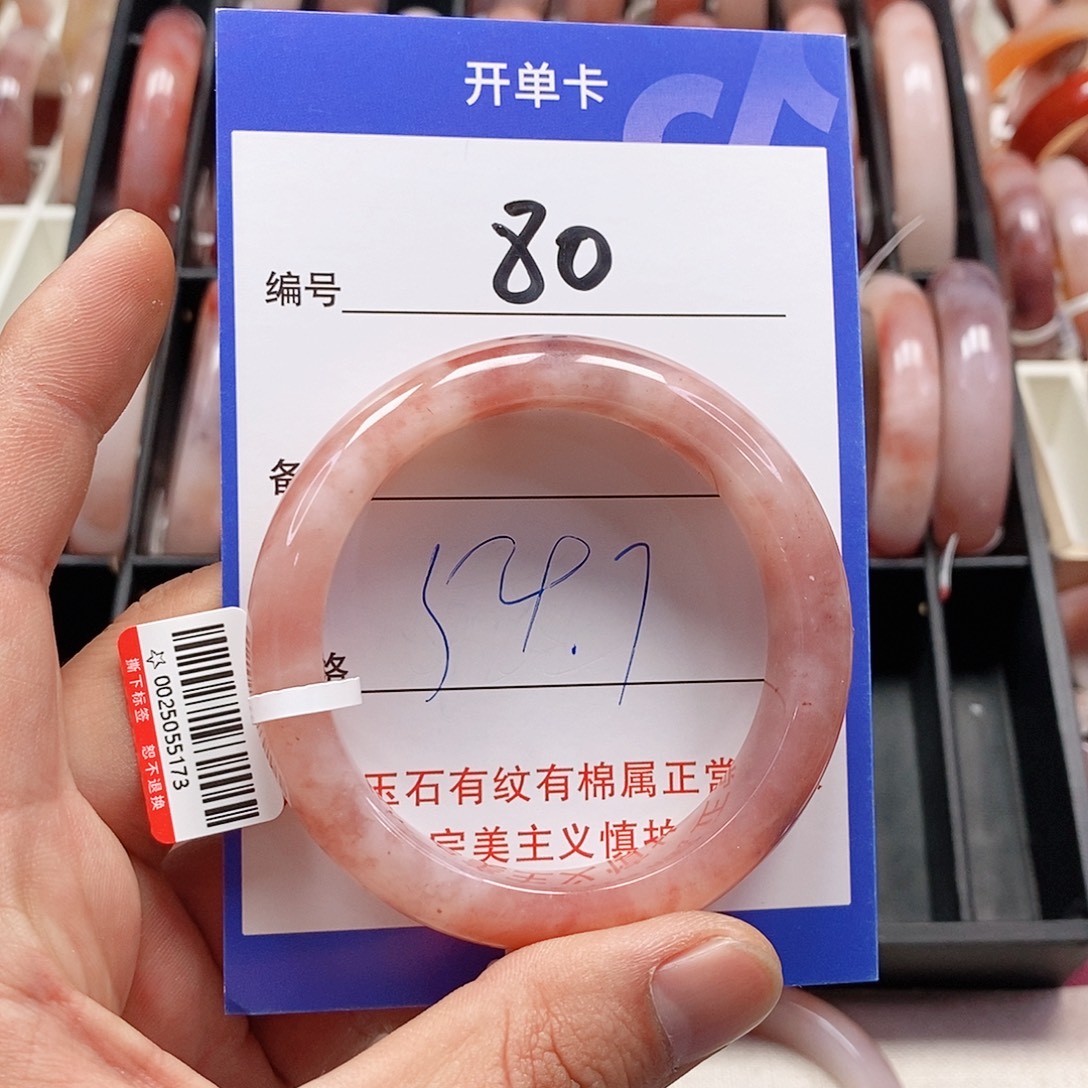 开单卡
编号 80
备
54.7
格
玉石有纹有棉属正常
完美主义慎拍
☆ 0025055173
撕下标签 恕不退换